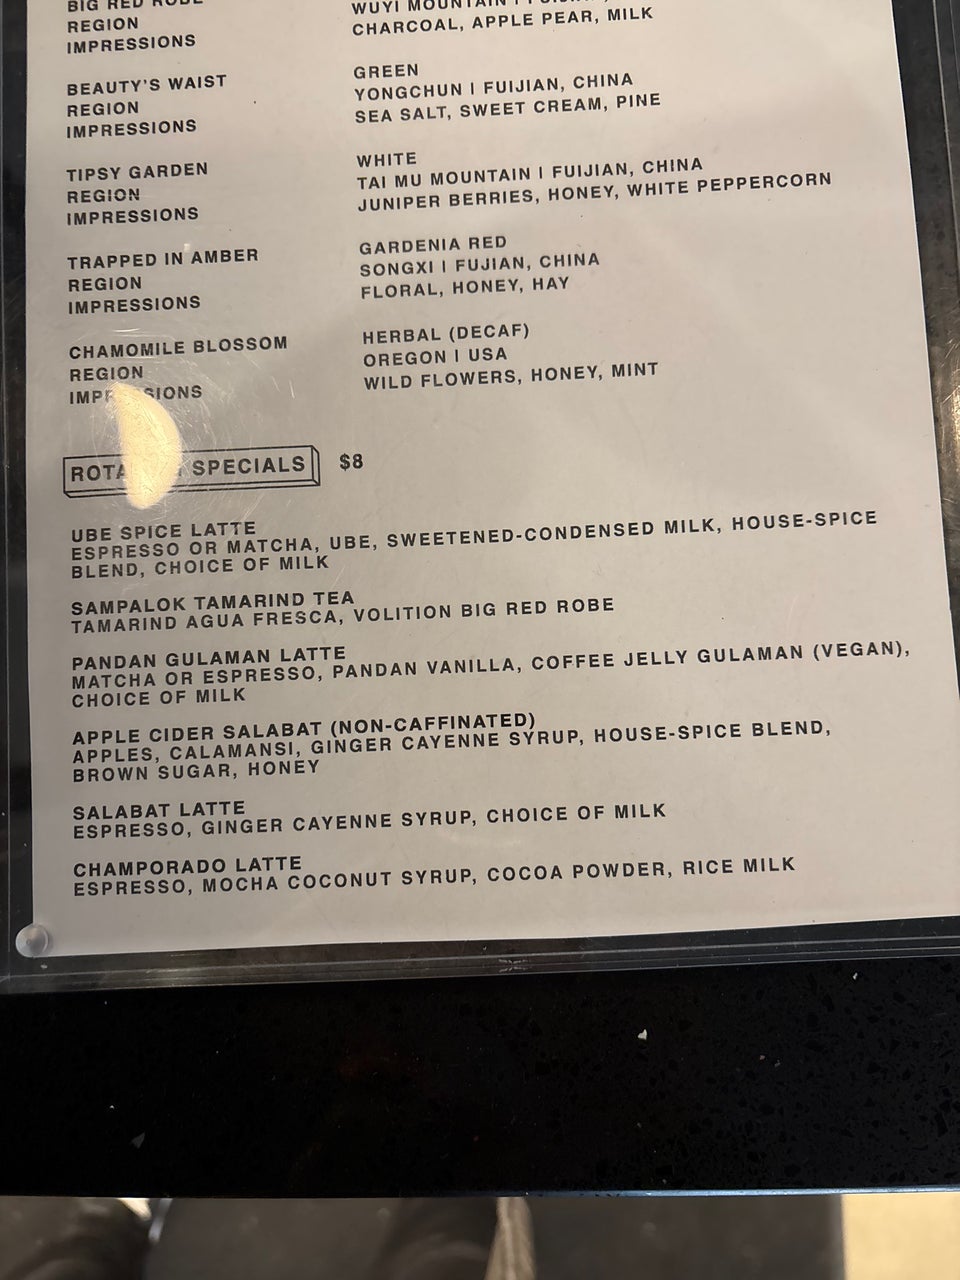 BIG RED ROBE
REGION
CHARCOAL, APPLE PEAR, MILK
IMPRESSIONS
BEAUTY'S WAIST GREEN
REGION YONGCHUN | FUIJIAN, CHINA
IMPRESSIONS SEA SALT, SWEET CREAM, PINE
TIPSY GARDEN WHITE
REGION TAI MU MOUNTAIN | FUIJIAN, CHINA
IMPRESSIONS JUNIPER BERRIES, HONEY, WHITE PEPPERCORN
TRAPPED IN AMBER GARDENIA RED
REGION SONGXI | FUJIAN, CHINA
IMPRESSIONS FLORAL, HONEY, HAY
CHAMOMILE BLOSSOM HERBAL (DECAF)
REGION OREGON | USA
IMPRESSIONS WILD FLOWERS, HONEY, MINT
SPECIALS $8
UBE SPICE LATTE
ESPRESSO OR MATCHA, UBE, SWEETENED-CONDENSED MILK, HOUSE-SPICE
BLEND, CHOICE OF MILK
SAMPALOK TAMARIND TEA
TAMARIND AGUA FRESCA, VOLITION BIG RED ROBE
PANDAN GULAMAN LATTE
MATCHA OR ESPRESSO, PANDAN VANILLA, COFFEE JELLY GULAMAN (VEGAN),
CHOICE OF MILK
APPLE CIDER SALABAT (NON-CAFFINATED)
APPLES, CALAMANSI, GINGER CAYENNE SYRUP, HOUSE-SPICE BLEND,
BROWN SUGAR, HONEY
SALABAT LATTE
ESPRESSO, GINGER CAYENNE SYRUP, CHOICE OF MILK
CHAMPORADO LATTE
ESPRESSO, MOCHA COCONUT SYRUP, COCOA POWDER, RICE MILK